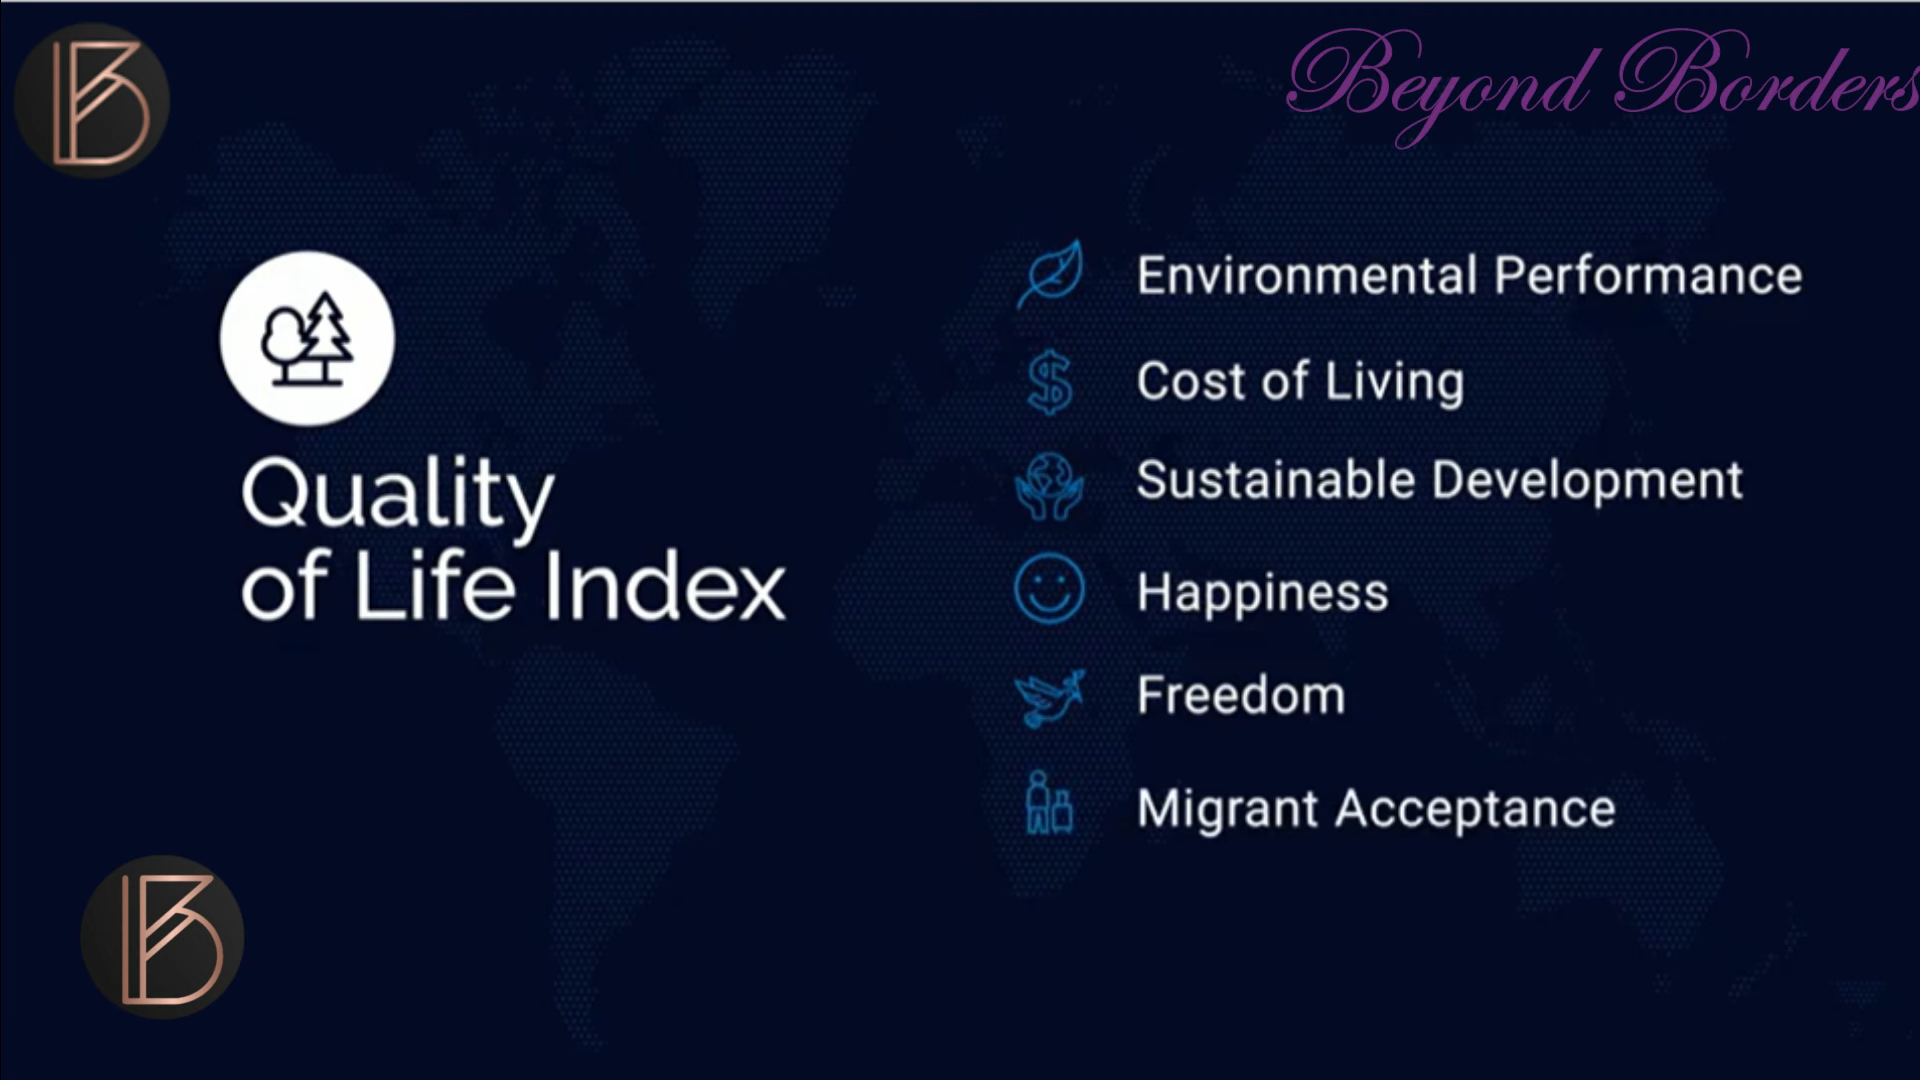 Beyond Borders
Quality
of Life Index
Environmental Performance
Cost of Living
Sustainable Development
Happiness
Freedom
Migrant Acceptance